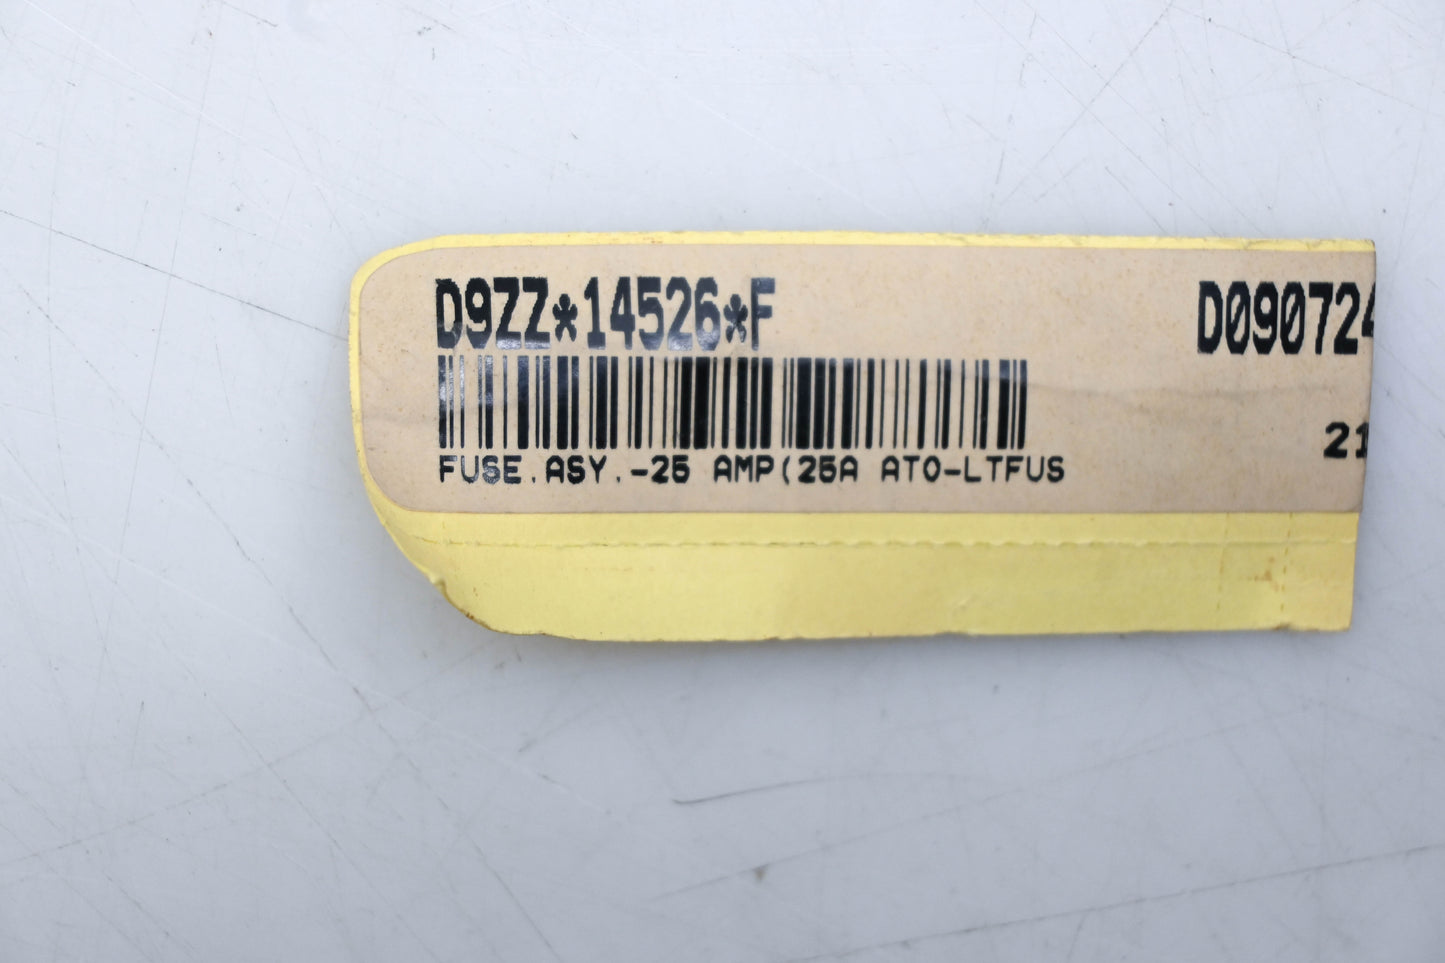 D9ZZ*14526*F D090724
FUSE.ASY.-25 AMP(25A ATO-LTFUS
21